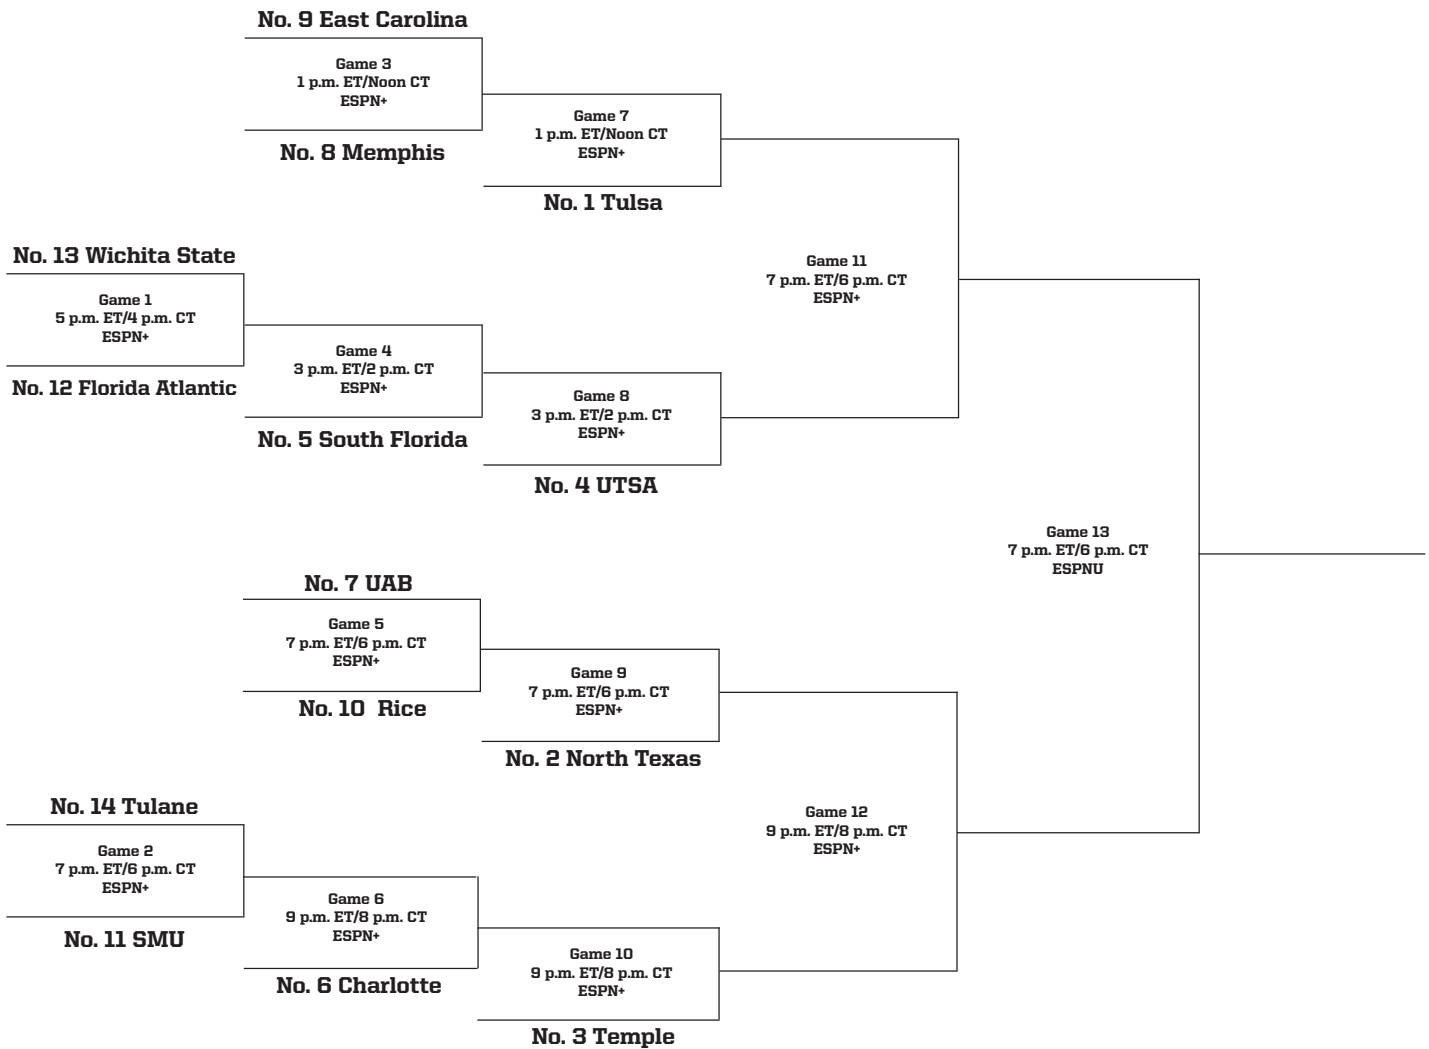 No. 9 East Carolina
Game 3
1 p.m. ET/Noon CT
ESPN+
No. 8 Memphis
Game 7
1 p.m. ET/Noon CT
ESPN+
No. 1 Tulsa
No. 13 Wichita State
Game 1
5 p.m. ET/4 p.m. CT
ESPN+
No. 12 Florida Atlantic
Game 4
3 p.m. ET/2 p.m. CT
ESPN+
No. 5 South Florida
Game 8
3 p.m. ET/2 p.m. CT
ESPN+
No. 4 UTSA
Game 11
7 p.m. ET/6 p.m. CT
ESPN+
Game 13
7 p.m. ET/6 p.m. CT
ESPNU
No. 7 UAB
Game 5
7 p.m. ET/6 p.m. CT
ESPN+
No. 10 Rice
Game 9
7 p.m. ET/6 p.m. CT
ESPN+
No. 2 North Texas
No. 14 Tulane
Game 2
7 p.m. ET/6 p.m. CT
ESPN+
No. 11 SMU
Game 6
9 p.m. ET/8 p.m. CT
ESPN+
No. 6 Charlotte
Game 10
9 p.m. ET/8 p.m. CT
ESPN+
No. 3 Temple
Game 12
9 p.m. ET/8 p.m. CT
ESPN+